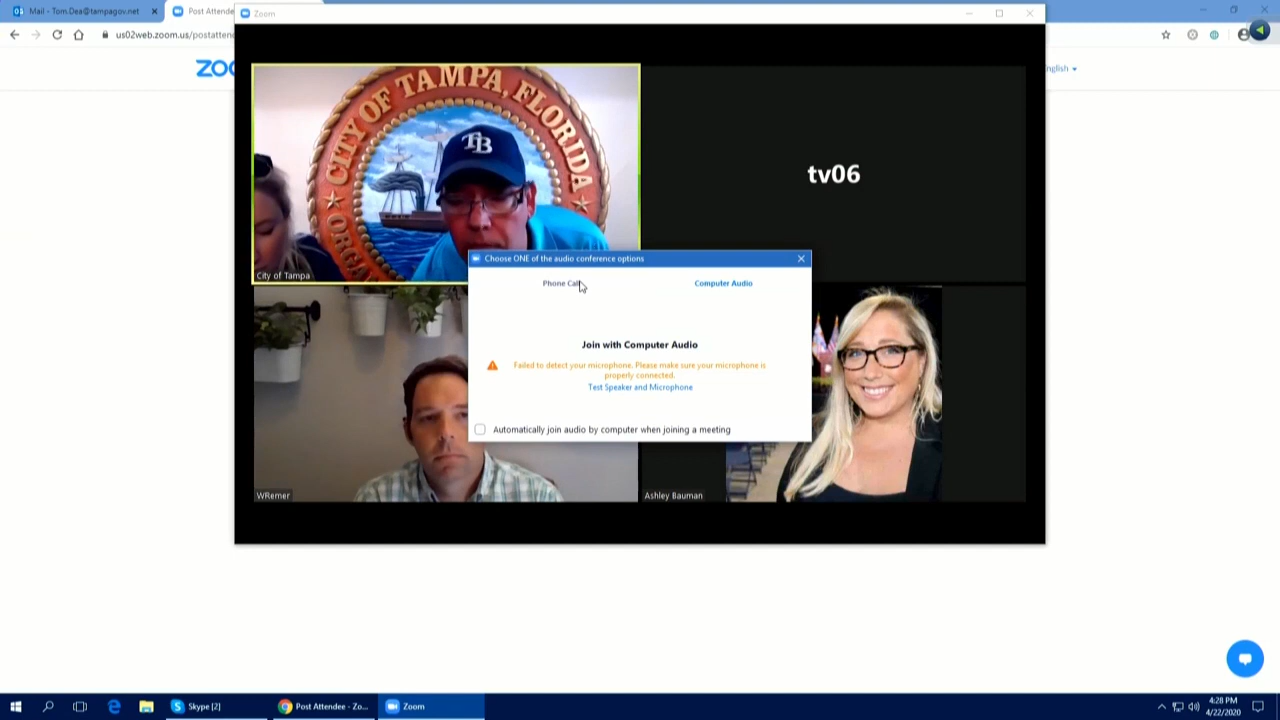 Mail - Tom.Dea@tampagov.net
Post Attende
Zoom
us02web.zoom.us/postattend
ZOO
nglish
CITY OF TAMPA, FLORIDA
ORGA
TB
City of Tampa
tv06
Choose ONE of the audio conference options
Phone Call
Computer Audio
Join with Computer Audio
Failed to detect your microphone. Please make sure your microphone is
properly connected.
Test Speaker and Microphone
Automatically join audio by computer when joining a meeting
WRemer
Ashley Bauman
Skype [2]
Post Attendee - Zo...
Zoom
4:28 PM
4/22/2020